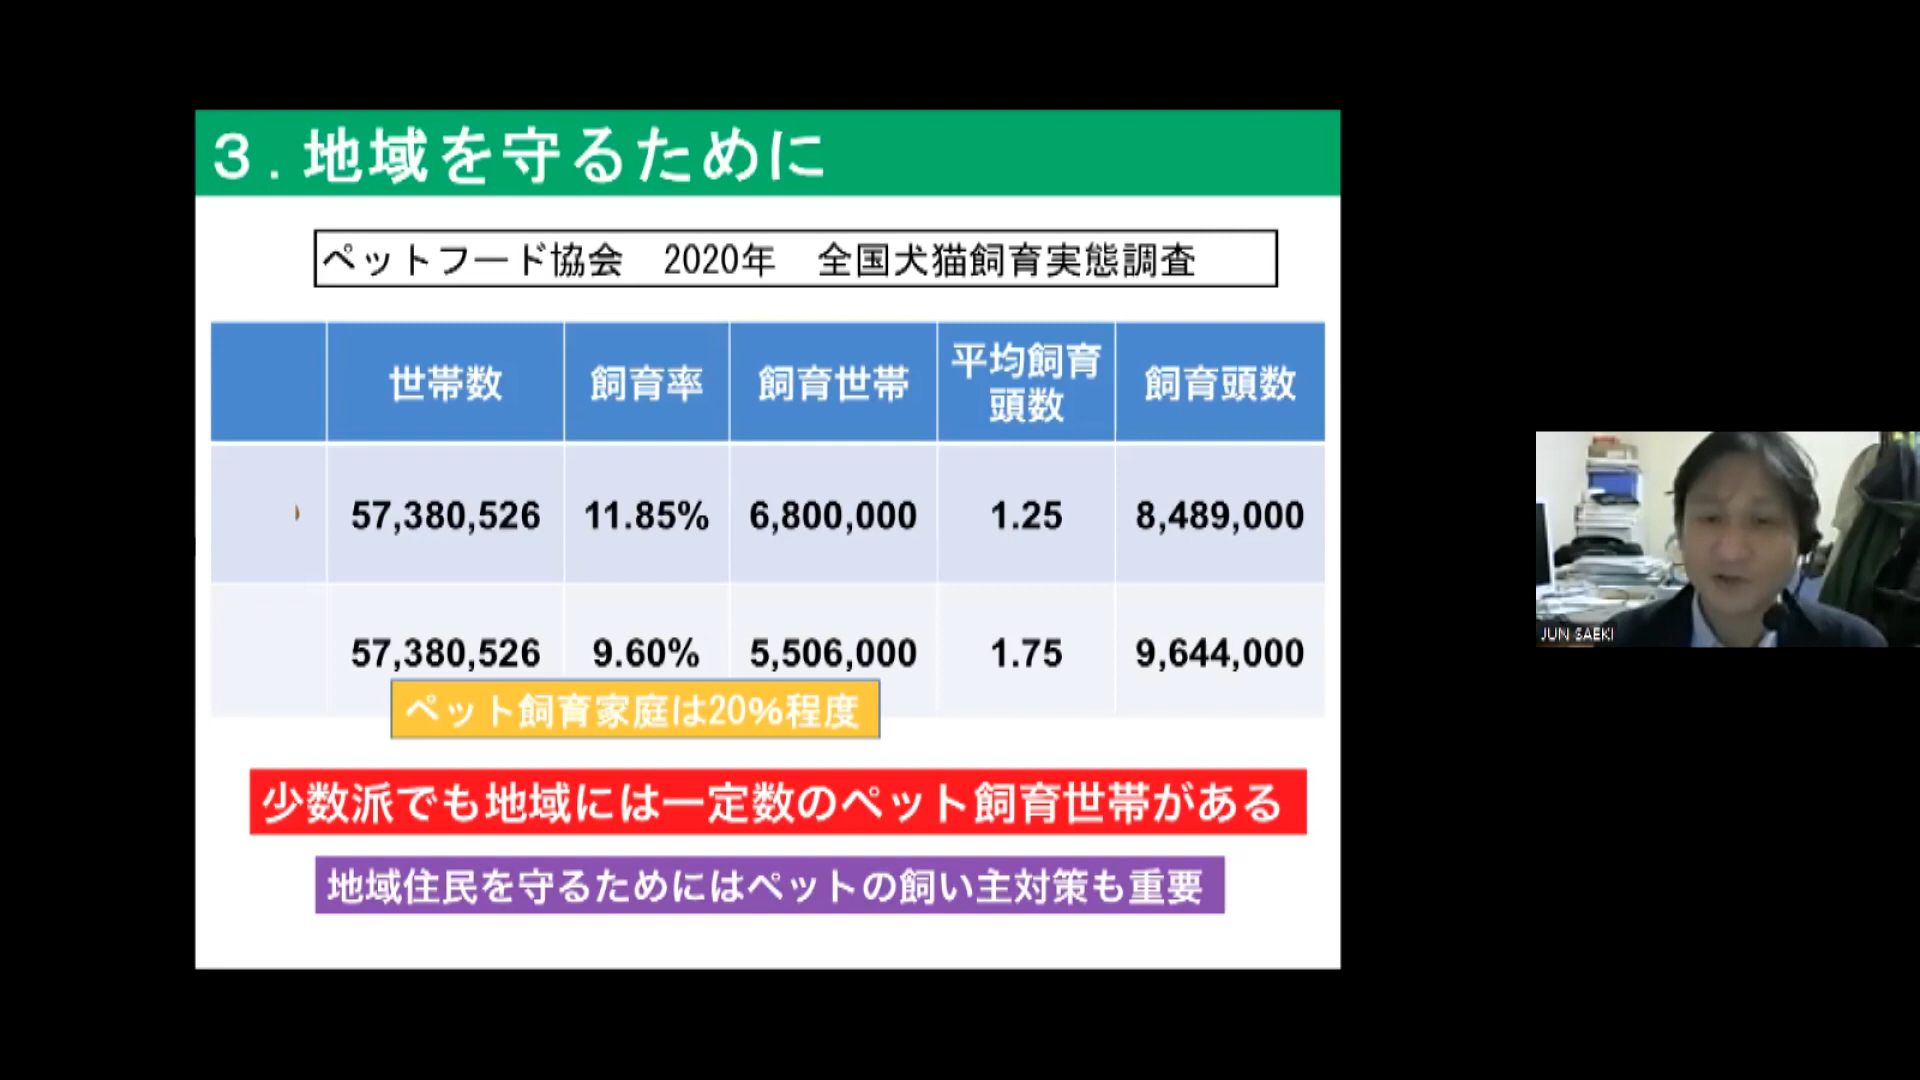 ３．地域を守るために
ペットフード協会　2020年　全国犬猫飼育実態調査
世帯数 飼育率 飼育世帯 平均飼育頭数 飼育頭数
57,380,526 11.85% 6,800,000 1.25 8,489,000
57,380,526 9.60% 5,506,000 1.75 9,644,000
ペット飼育家庭は20%程度
少数派でも地域には一定数のペット飼育世帯がある
地域住民を守るためにはペットの飼い主対策も重要
JUN SAEKI